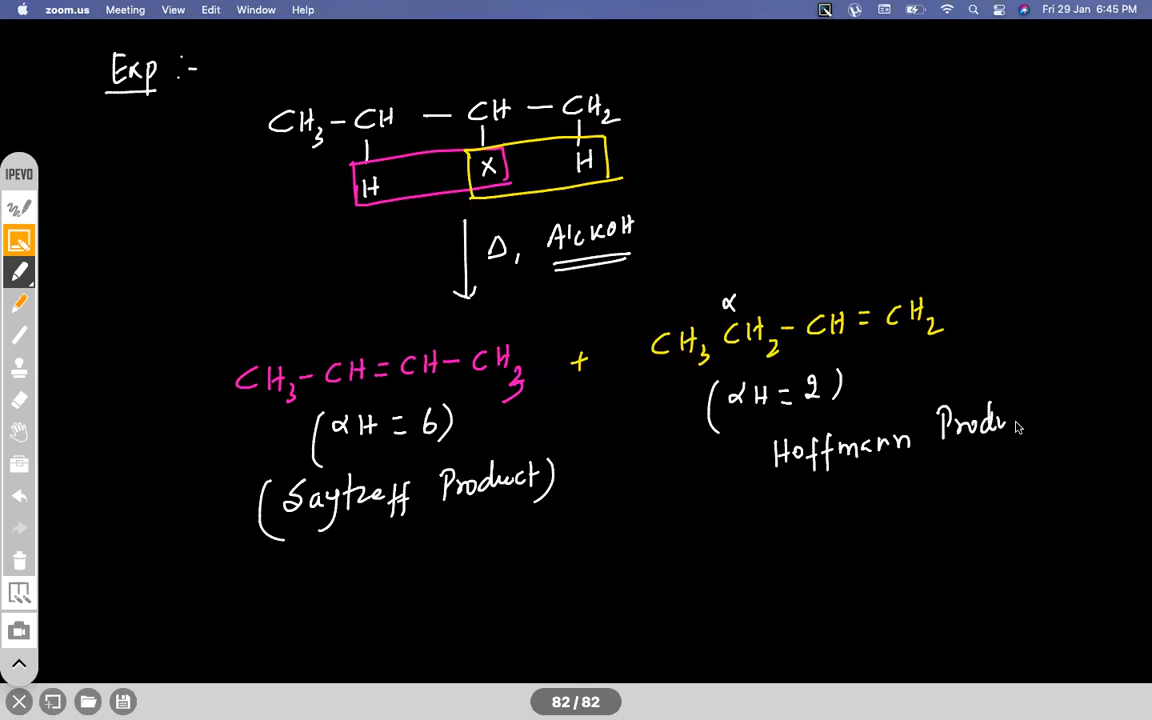 zoom.us Meeting View Edit Window Help Fri 29 Jan 6:45 PM
Exp :-
CH3 - CH — CH — CH2
H X H
Δ, Alc KOH
α
CH3 - CH = CH - CH3 + CH3 CH2 - CH = CH2
(αH = 6) (αH = 2)
(Saytzeff Product) Hoffmann Produ
IPEVO
82 / 82